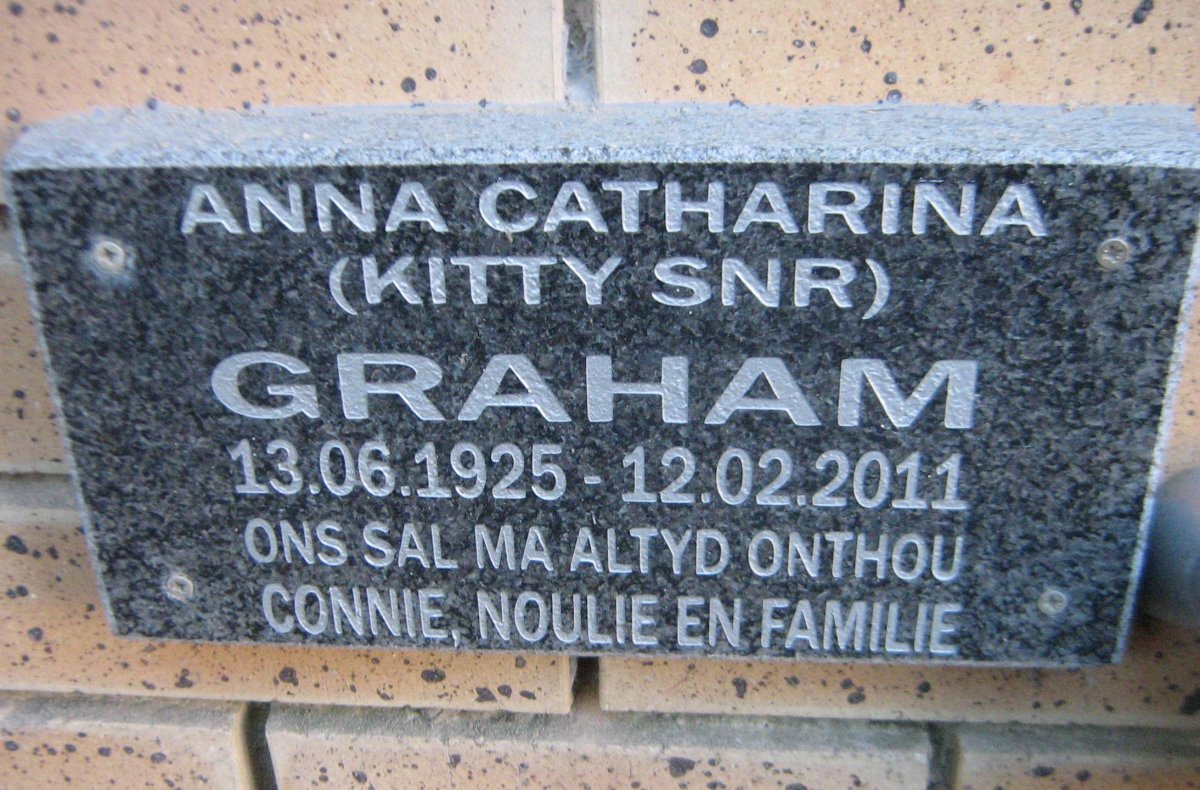 ANNA CATHARINA
(KITTY SNR)
GRAHAM
13.06.1925 - 12.02.2011
ONS SAL MA ALTYD ONTHOU
CONNIE, NOULIE EN FAMILIE